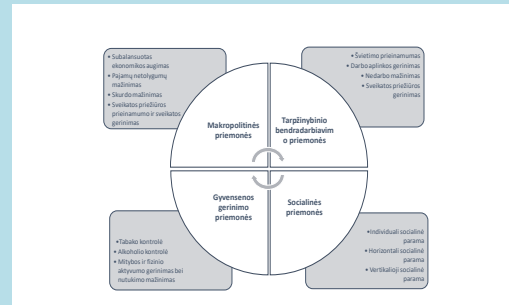 • Subalansuotas
ekonomikos augimas
• Pajamų netolygumų
mažinimas
• Skurdo mažinimas
• Sveikatos priežiūros
prieinamumo ir sveikatos
gerinimas
• Švietimo prieinamumas
• Darbo aplinkos gerinimas
• Nedarbo mažinimas
• Sveikatos priežiūros
gerinimas
Makropolitinės
priemonės
Tarpžinybinio
bendradarbiavim
o priemonės
Gyvensenos
gerinimo
priemonės
Socialinės
priemonės
•Tabako kontrolė
• Alkoholio kontrolė
• Mitybos ir fizinio
aktyvumo gerinimas bei
nutukimo mažinimas
•Individuali socialinė
parama
• Horizontali socialinė
parama
• Vertikalioji socialinė
parama